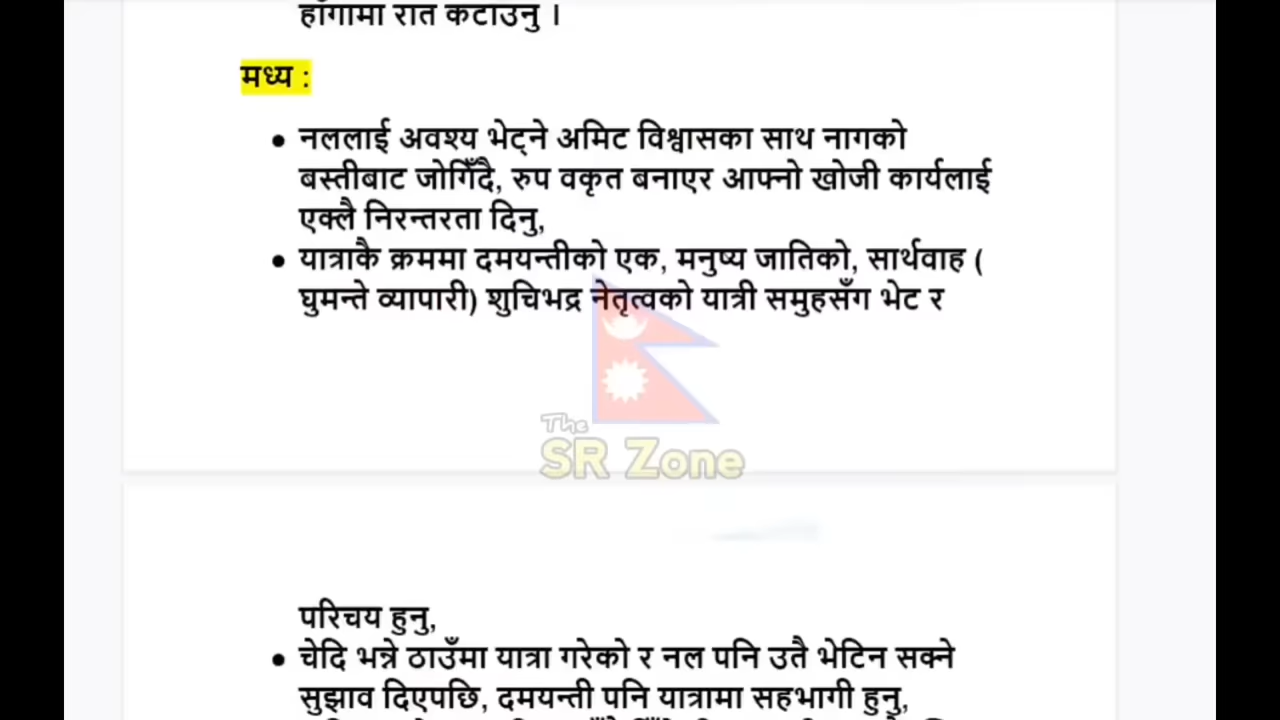 हाँगामा रात कटाउनु ।
मध्य :
● नललाई अवश्य भेट्ने अमिट विश्वासका साथ नागको
बस्तीबाट जोगिँदै, रुप वकृत बनाएर आफ्नो खोजी कार्यलाई
एक्लै निरन्तरता दिनु,
● यात्राकै क्रममा दमयन्तीको एक, मनुष्य जातिको, सार्थवाह (
घुमन्ते व्यापारी) शुचिभद्र नेतृत्वको यात्री समुहसँग भेट र
The
SR Zone
परिचय हुनु,
● चेदि भन्ने ठाउँमा यात्रा गरेको र नल पनि उतै भेटिन सक्ने
सुझाव दिएपछि, दमयन्ती पनि यात्रामा सहभागी हुनु,